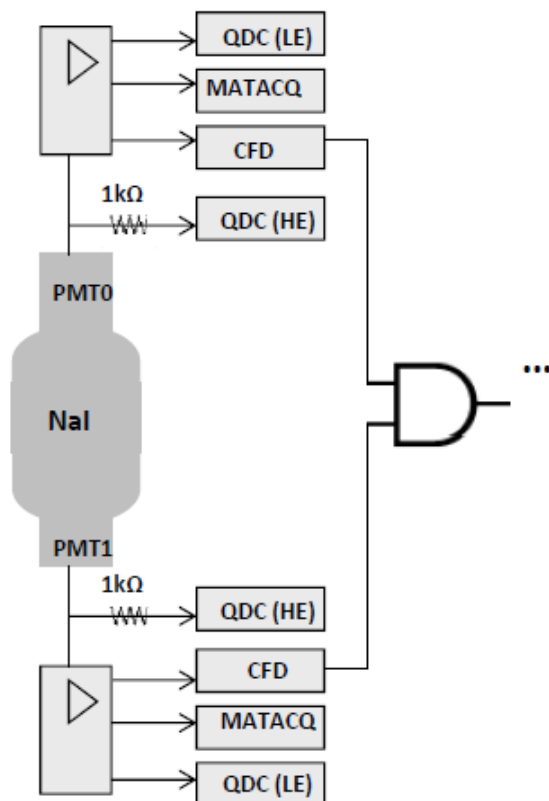 QDC (LE)
MATACQ
CFD
1kΩ
QDC (HE)
PMT0
...
NaI
PMT1
1kΩ
QDC (HE)
CFD
MATACQ
QDC (LE)